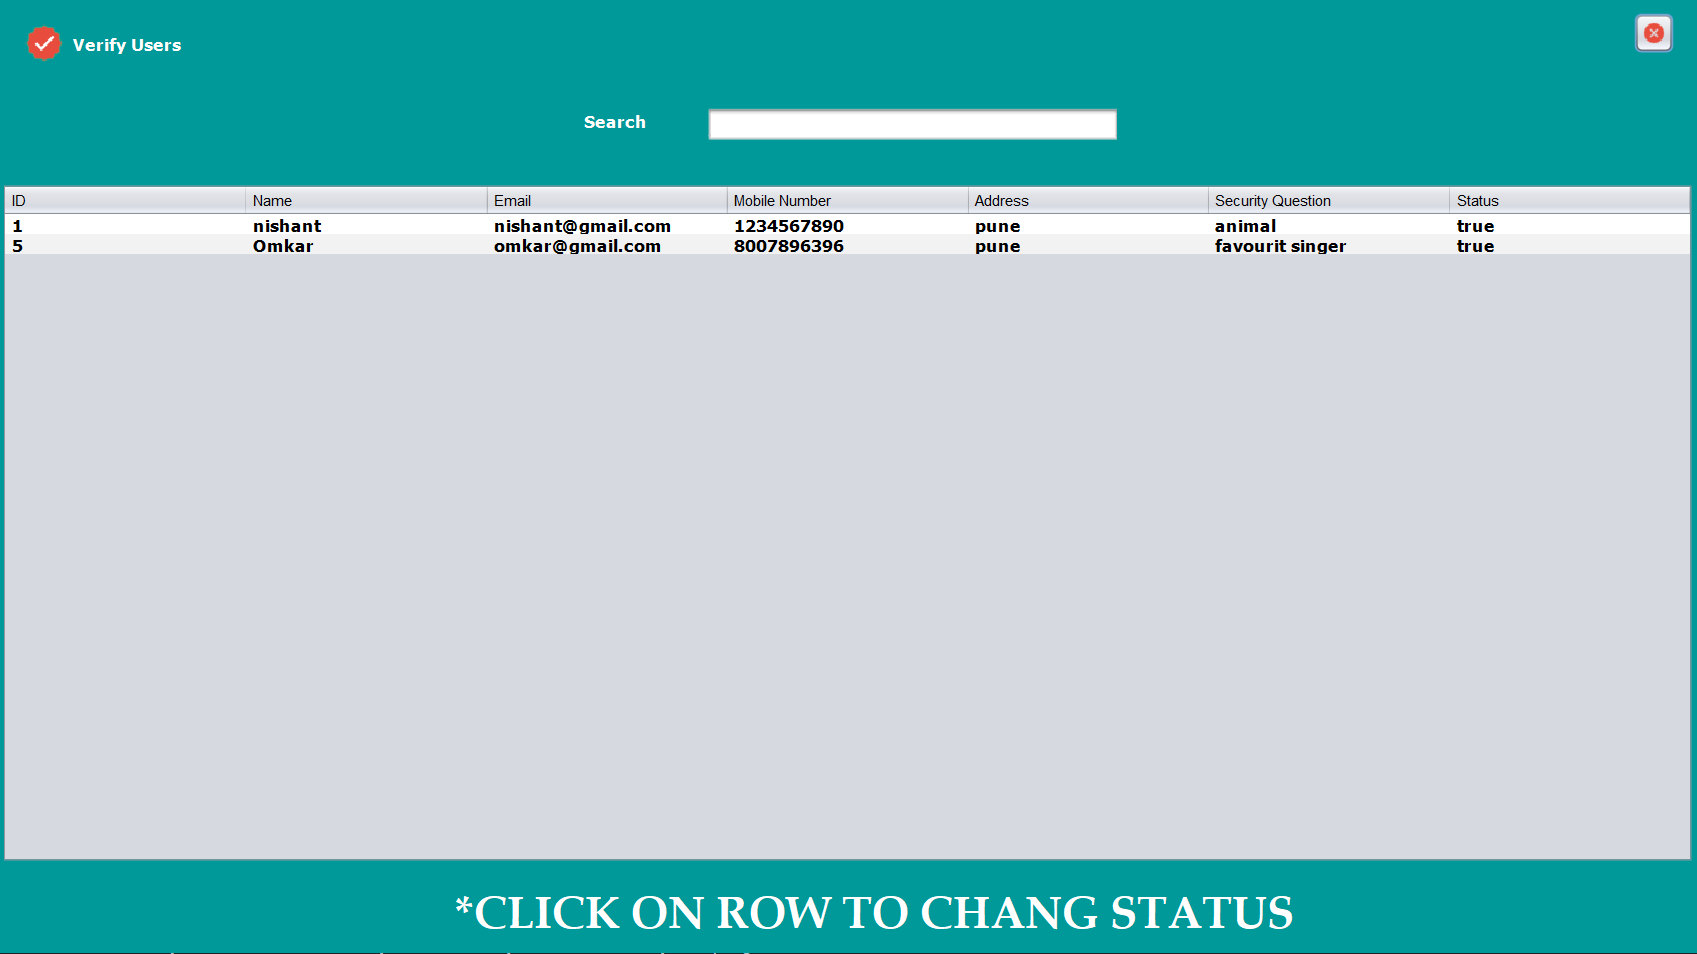 Verify Users
Search
ID Name Email Mobile Number Address Security Question Status
1 nishant nishant@gmail.com 1234567890 pune animal true
5 Omkar omkar@gmail.com 8007896396 pune favourit singer true
*CLICK ON ROW TO CHANG STATUS